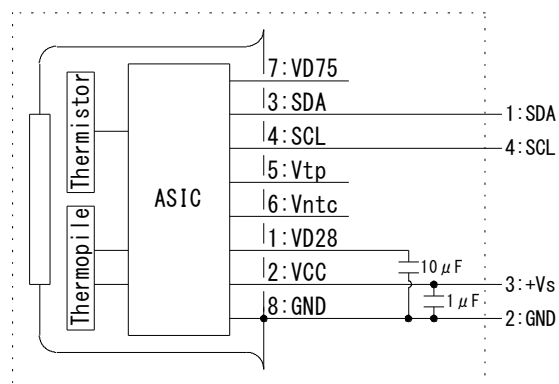 7:VD75
3:SDA
1:SDA
4:SCL
4:SCL
5:Vtp
6:Vntc
1:VD28
10μF
2:VCC
3:+Vs
1μF
8:GND
2:GND
Thermistor
Thermopile
ASIC